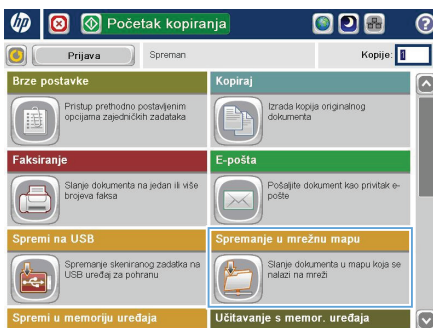 hp
Početak kopiranja
?
Prijava
Spreman
Kopije: 1
Brze postavke
Pristup prethodno postavljenim
opcijama zajedničkih zadataka
Kopiraj
Izrada kopija originalnog
dokumenta
Faksiranje
Slanje dokumenta na jedan ili više
brojeva faksa
E-pošta
Pošaljite dokument kao privitak e-
pošte
Spremi na USB
Spremanje skeniranog zadatka na
USB uređaj za pohranu
Spremanje u mrežnu mapu
Slanje dokumenta u mapu koja se
nalazi na mreži
Spremi u memoriju uređaja
Učitavanje s memor. uređaja